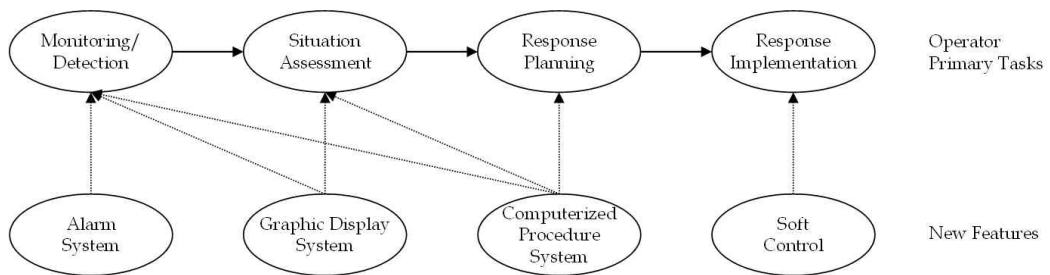 Monitoring/
Detection
Situation
Assessment
Response
Planning
Response
Implementation
Operator
Primary Tasks
Alarm
System
Graphic Display
System
Computerized
Procedure
System
Soft
Control
New Features